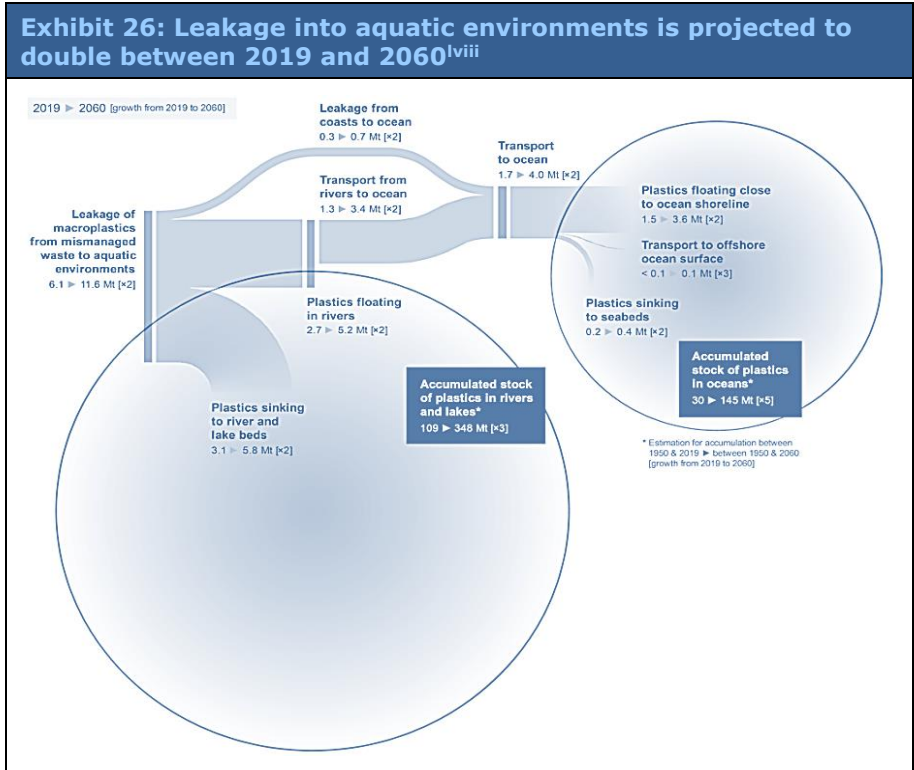 Exhibit 26: Leakage into aquatic environments is projected to
double between 2019 and 2060lviii
2019 ▶ 2060 [growth from 2019 to 2060]
Leakage from
coasts to ocean
0.3 ▶ 0.7 Mt [×2]
Transport
to ocean
1.7 ▶ 4.0 Mt [×2]
Transport from
rivers to ocean
1.3 ▶ 3.4 Mt [×2]
Plastics floating close
to ocean shoreline
1.5 ▶ 3.6 Mt [×2]
Leakage of
macroplastics
from mismanaged
waste to aquatic
environments
6.1 ▶ 11.6 Mt [×2]
Transport to offshore
ocean surface
< 0.1 ▶ 0.1 Mt [×3]
Plastics floating
in rivers
2.7 ▶ 5.2 Mt [×2]
Plastics sinking
to seabeds
0.2 ▶ 0.4 Mt [×2]
Accumulated
stock of plastics
in oceans*
30 ▶ 145 Mt [×5]
Accumulated stock
of plastics in rivers
and lakes*
109 ▶ 348 Mt [×3]
Plastics sinking
to river and
lake beds
3.1 ▶ 5.8 Mt [×2]
* Estimation for accumulation between
1950 & 2019 ▶ between 1950 & 2060
[growth from 2019 to 2060]